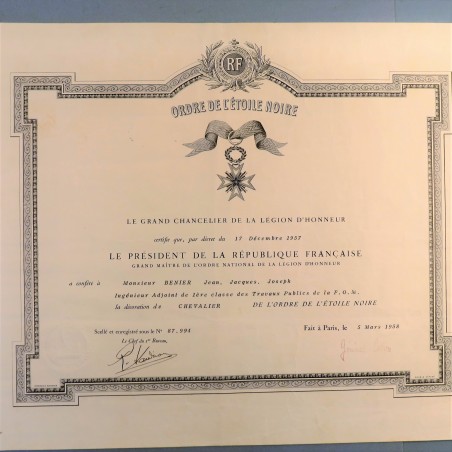 RF
ORDRE DE L'ÉTOILE NOIRE
LE GRAND CHANCELIER DE LA LEGION D'HONNEUR
certifie que, par décret du 17 Décembre 1957
LE PRÉSIDENT DE LA RÉPUBLIQUE FRANÇAISE
GRAND MAÎTRE DE L'ORDRE NATIONAL DE LA LÉGION D'HONNEUR
a conféré à Monsieur BENIER Jean, Jacques, Joseph
Ingénieur Adjoint de 1ère classe des Travaux Publics de la F.O.M.
la décoration de CHEVALIER DE L'ORDRE DE L'ÉTOILE NOIRE
Scellé et enregistré sous le N° 87.994 Fait à Paris, le 3 Mars 1958
Le Chef du 1er Bureau,